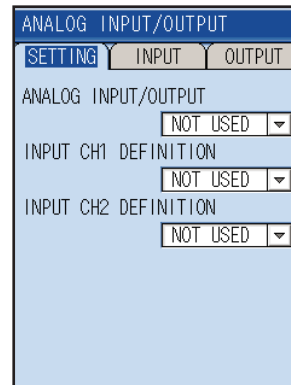 ANALOG INPUT/OUTPUT
SETTING INPUT OUTPUT
ANALOG INPUT/OUTPUT
NOT USED
INPUT CH1 DEFINITION
NOT USED
INPUT CH2 DEFINITION
NOT USED